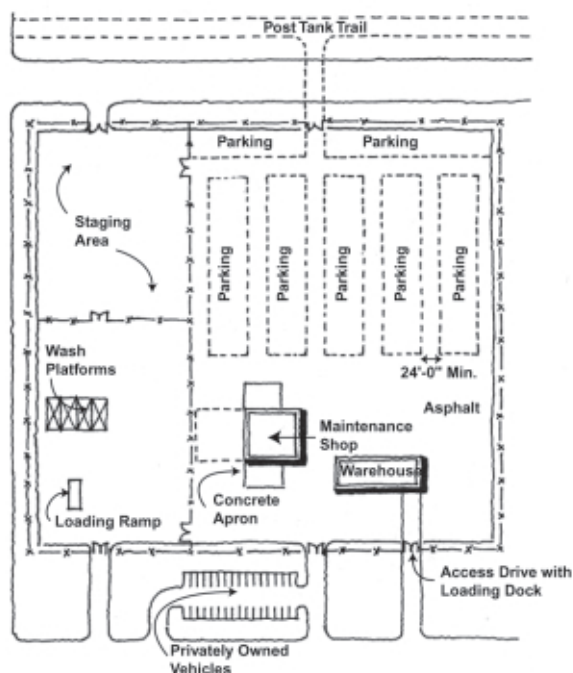 Post Tank Trail
Parking
Parking
Staging
Area
Parking
Parking
Parking
Parking
Parking
Wash
Platforms
24'-0" Min.
Asphalt
Maintenance
Shop
Warehouse
Concrete
Apron
Loading Ramp
Access Drive with
Loading Dock
Privately Owned
Vehicles